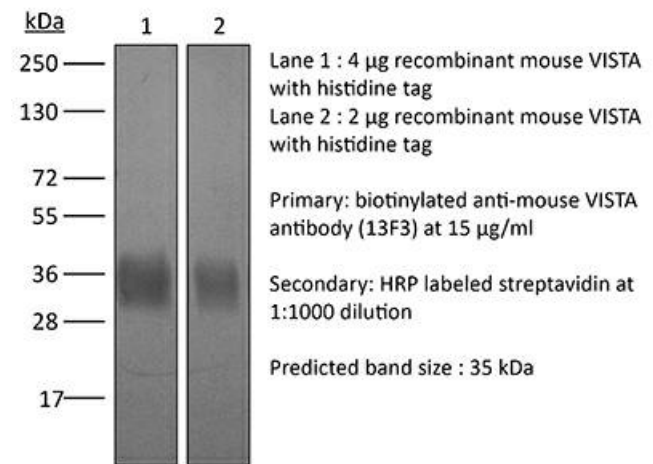 kDa
1 2
250
130
72
55
36
28
17
Lane 1 : 4 µg recombinant mouse VISTA
with histidine tag
Lane 2 : 2 µg recombinant mouse VISTA
with histidine tag
Primary: biotinylated anti-mouse VISTA
antibody (13F3) at 15 µg/ml
Secondary: HRP labeled streptavidin at
1:1000 dilution
Predicted band size : 35 kDa